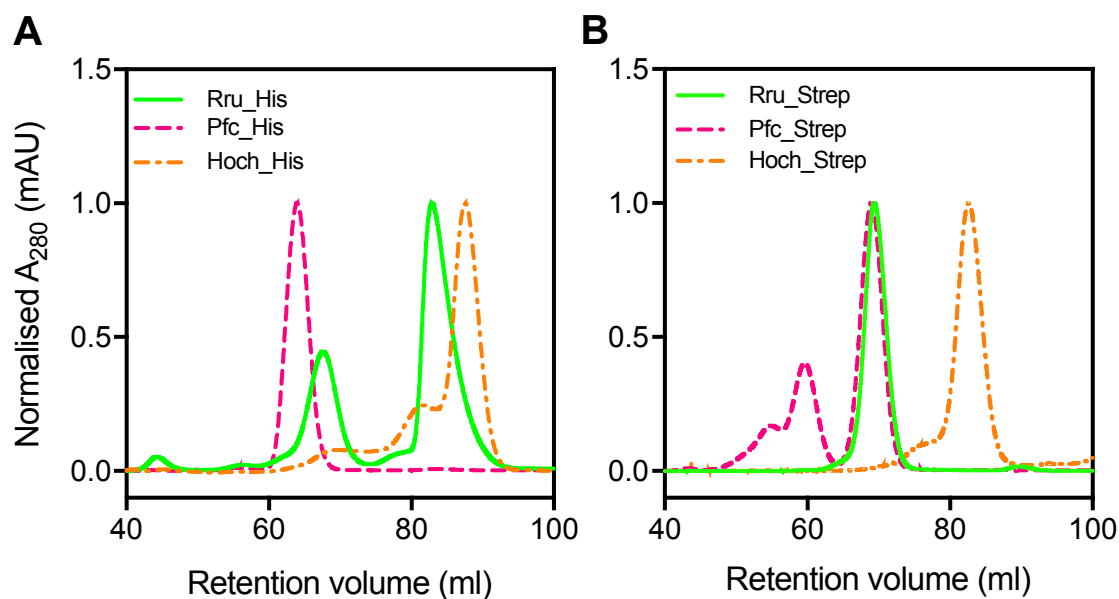 A
B
1.5
1.0
0.5
0.0
Rru_His
Pfc_His
Hoch_His
40
60
80
100
Normalised A280 (mAU)
Retention volume (ml)
1.5
1.0
0.5
0.0
Rru_Strep
Pfc_Strep
Hoch_Strep
40
60
80
100
Retention volume (ml)